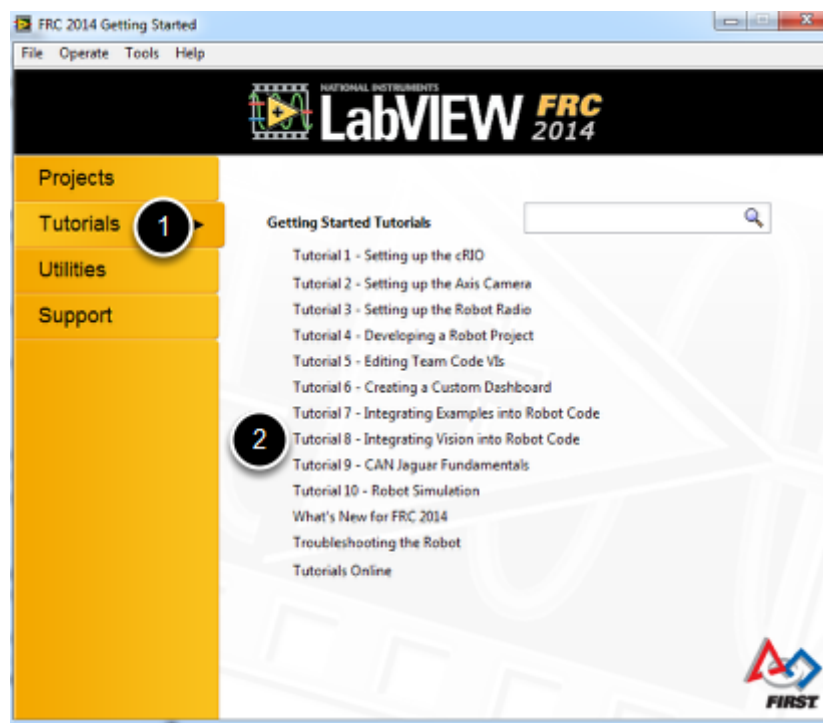 FRC 2014 Getting Started
File Operate Tools Help
NATIONAL INSTRUMENTS
LabVIEW FRC
2014
Projects
Tutorials 1
Utilities
Support
Getting Started Tutorials
Tutorial 1 - Setting up the cRIO
Tutorial 2 - Setting up the Axis Camera
Tutorial 3 - Setting up the Robot Radio
Tutorial 4 - Developing a Robot Project
Tutorial 5 - Editing Team Code VIs
Tutorial 6 - Creating a Custom Dashboard
Tutorial 7 - Integrating Examples into Robot Code
2 Tutorial 8 - Integrating Vision into Robot Code
Tutorial 9 - CAN Jaguar Fundamentals
Tutorial 10 - Robot Simulation
What's New for FRC 2014
Troubleshooting the Robot
Tutorials Online
FIRST